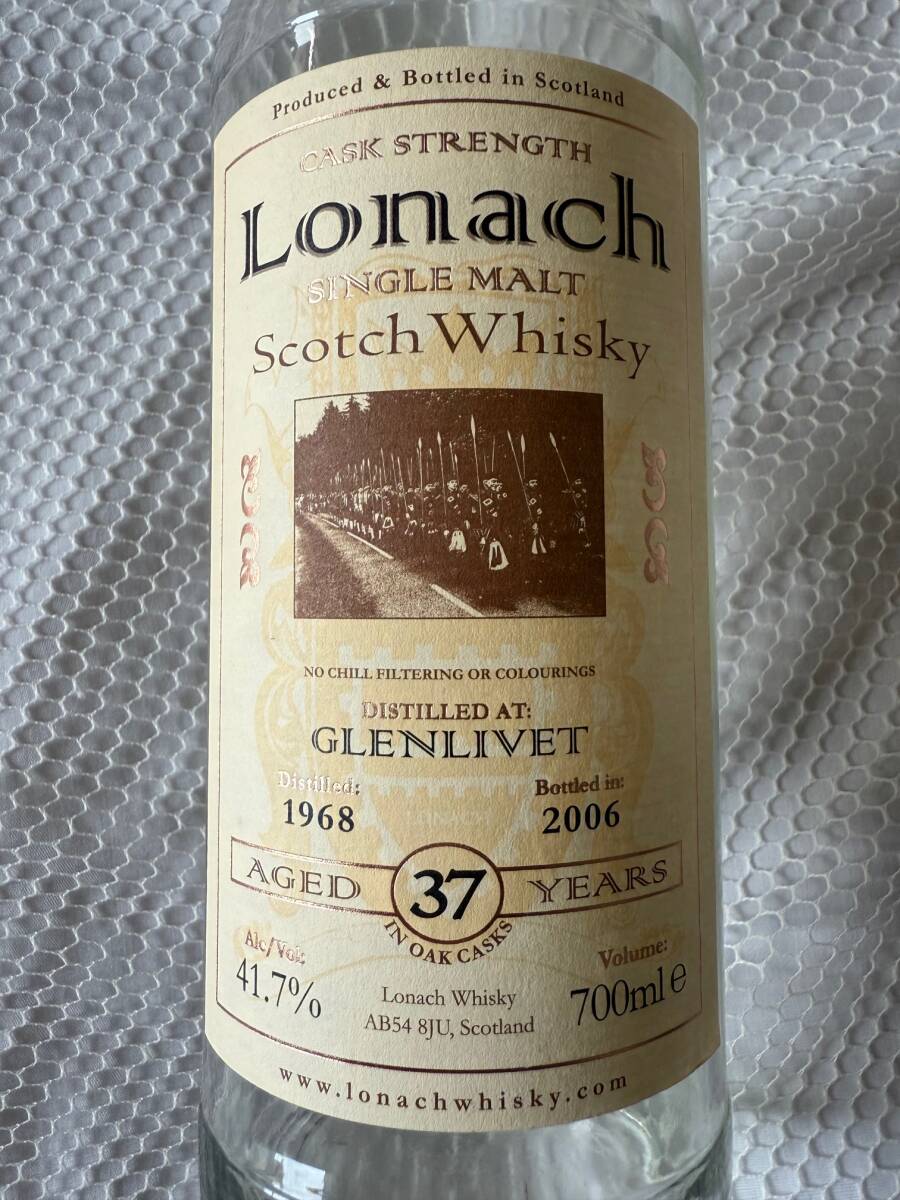 Produced & Bottled in Scotland
CASK STRENGTH
Lonach
SINGLE MALT
Scotch Whisky
NO CHILL FILTERING OR COLOURINGS
DISTILLED AT:
GLENLIVET
Distilled: Bottled in:
1968 2006
LONACH
AGED 37 YEARS
IN OAK CASKS
Alc/Vol: Volume:
41.7% 700ml e
Lonach Whisky
AB54 8JU, Scotland
www.lonachwhisky.com